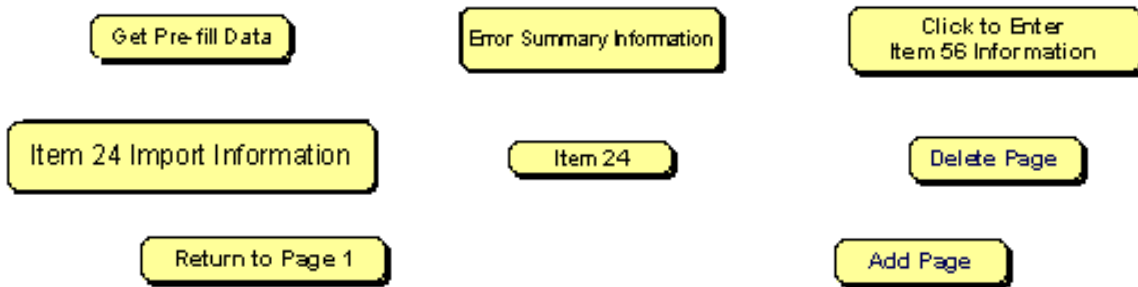 Get Pre-fill Data
Error Summary Information
Click to Enter
Item 56 Information
Item 24 Import Information
Item 24
Delete Page
Return to Page 1
Add Page